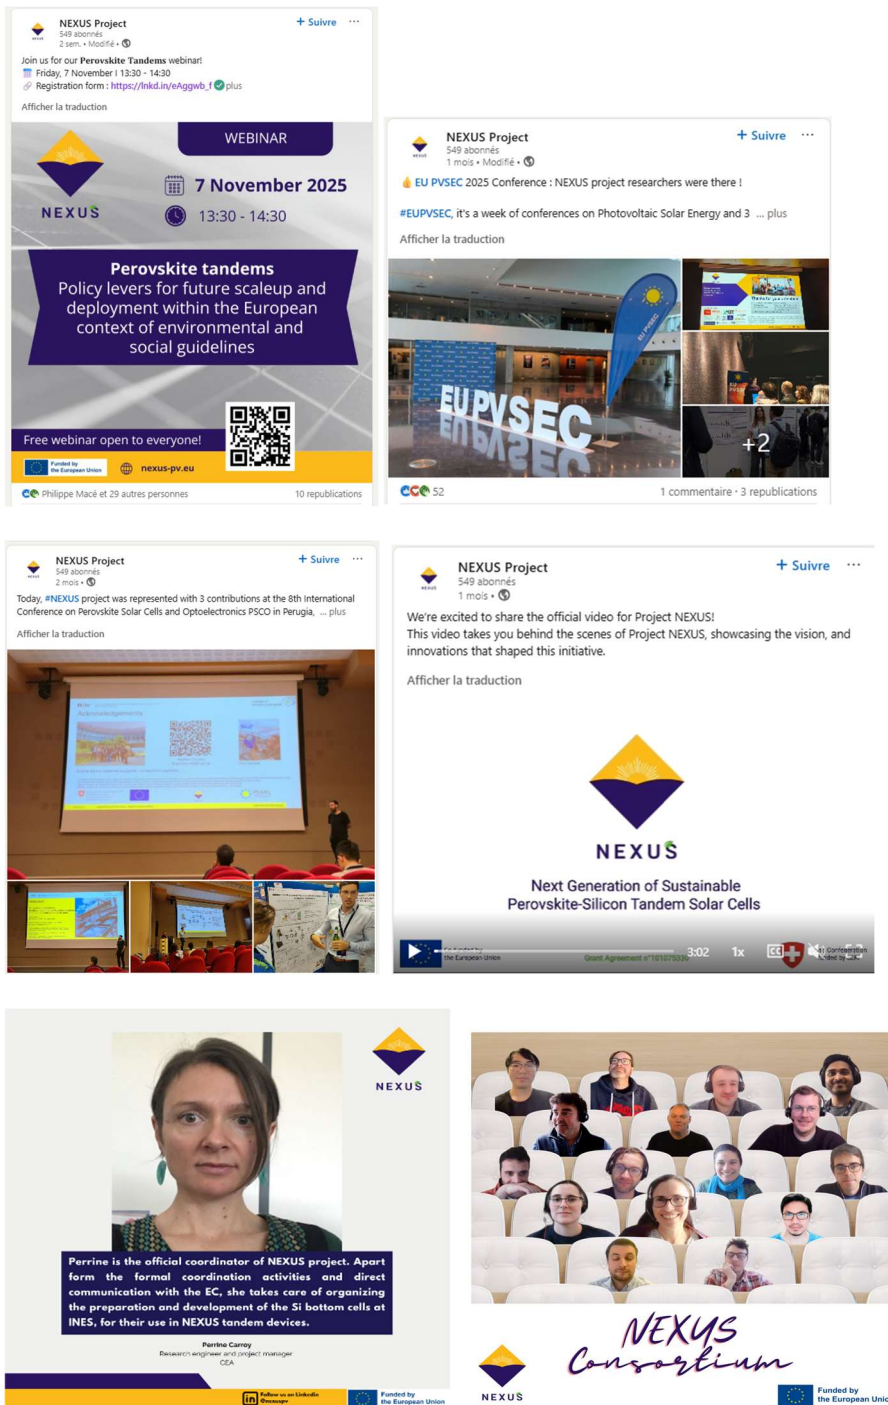 NEXUS Project
549 abonnés
2 sem. • Modifié •
+ Suivre ...
Join us for our Perovskite Tandems webinar!
Friday, 7 November I 13:30 - 14:30
Registration form : https://lnkd.in/eAggwb_f plus
Afficher la traduction
NEXUS
WEBINAR
7 November 2025
13:30 - 14:30
Perovskite tandems
Policy levers for future scaleup and
deployment within the European
context of environmental and
social guidelines
Free webinar open to everyone!
Funded by
the European Union
nexus-pv.eu
Philippe Macé et 29 autres personnes
10 republications
NEXUS Project
549 abonnés
1 mois • Modifié •
+ Suivre ...
EU PVSEC 2025 Conference : NEXUS project researchers were there !
#EUPVSEC, it's a week of conferences on Photovoltaic Solar Energy and 3 ... plus
Afficher la traduction
EU PVSEC
EU PVSEC
+2
52
1 commentaire · 3 republications
NEXUS Project
549 abonnés
2 mois •
+ Suivre ...
Today, #NEXUS project was represented with 3 contributions at the 8th International
Conference on Perovskite Solar Cells and Optoelectronics PSCO in Perugia, ... plus
Afficher la traduction
Acknowledgements
NEXUS Project
549 abonnés
1 mois •
+ Suivre ...
We're excited to share the official video for Project NEXUS!
This video takes you behind the scenes of Project NEXUS, showcasing the vision, and
innovations that shaped this initiative.
Afficher la traduction
NEXUS
Next Generation of Sustainable
Perovskite-Silicon Tandem Solar Cells
the European Union
3:02
1x
CC
NEXUS
Perrine is the official coordinator of NEXUS project. Apart
form the formal coordination activities and direct
communication with the EC, she takes care of organizing
the preparation and development of the Si bottom cells at
INES, for their use in NEXUS tandem devices.
Perrine Carroy
Research engineer and project manager
CEA
Follow us on Linkedin
@nexuspv
Funded by
the European Union
NEXUS
Consortium
NEXUS
Funded by
the European